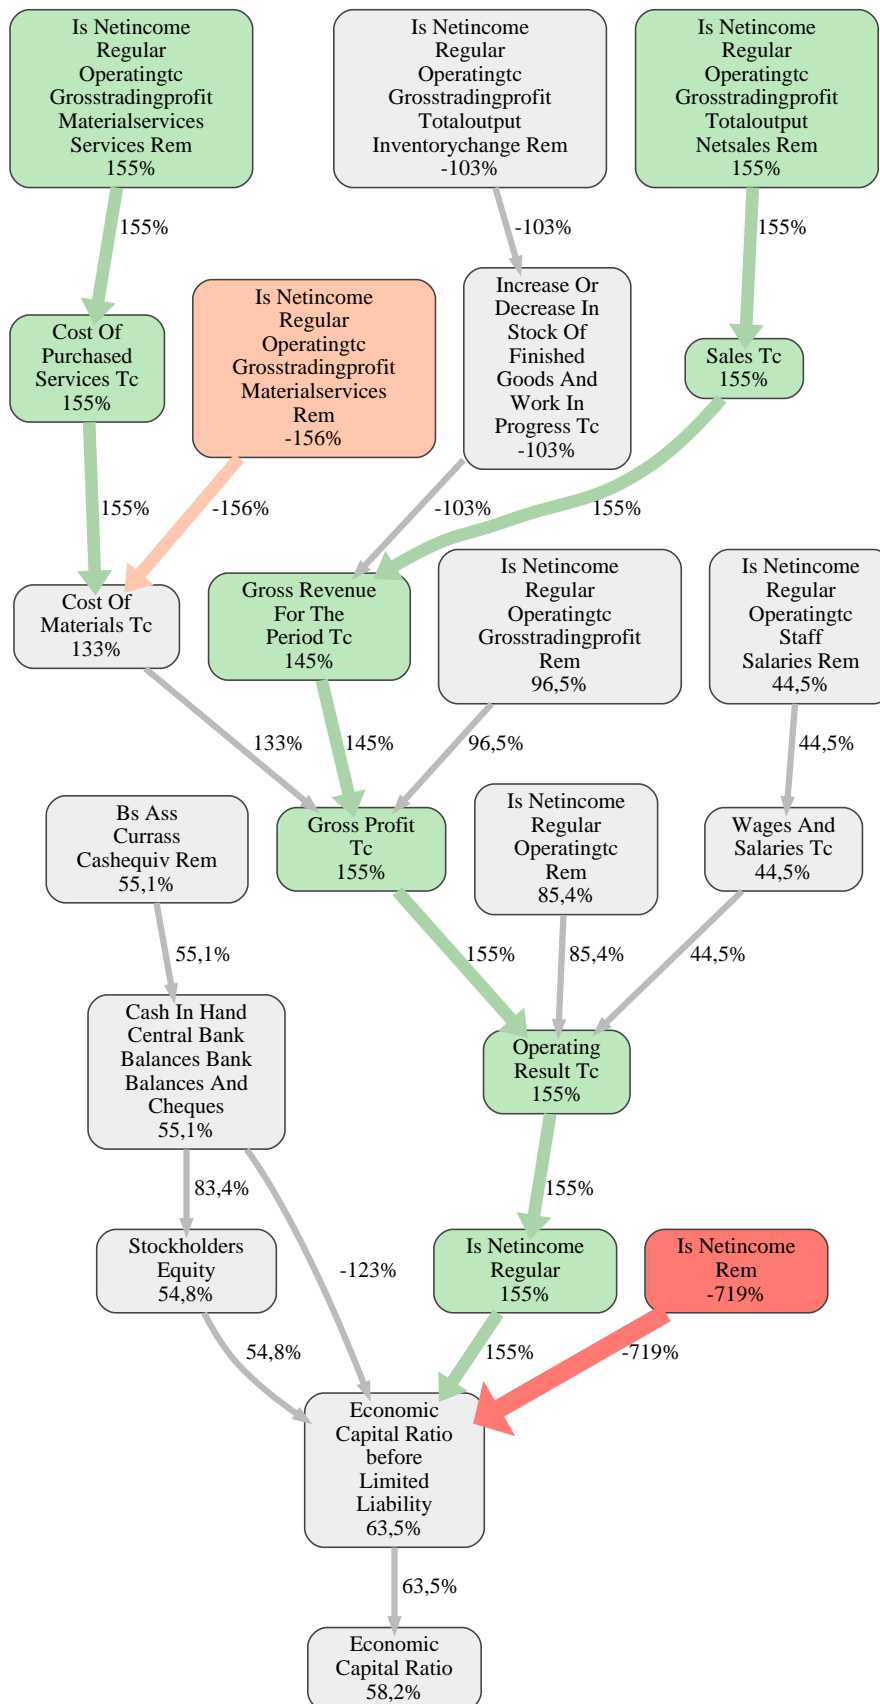 Is Netincome
Regular
Operatingtc
Grosstradingprofit
Materialservices
Services Rem
155%
Is Netincome
Regular
Operatingtc
Grosstradingprofit
Totaloutput
Inventorychange Rem
-103%
Is Netincome
Regular
Operatingtc
Grosstradingprofit
Totaloutput
Netsales Rem
155%
155%
-103%
155%
Cost Of
Purchased
Services Tc
155%
Is Netincome
Regular
Operatingtc
Grosstradingprofit
Materialservices
Rem
-156%
Increase Or
Decrease In
Stock Of
Finished
Goods And
Work In
Progress Tc
-103%
Sales Tc
155%
155%
-156%
-103%
155%
Cost Of
Materials Tc
133%
Gross Revenue
For The
Period Tc
145%
Is Netincome
Regular
Operatingtc
Grosstradingprofit
Rem
96,5%
Is Netincome
Regular
Operatingtc
Staff
Salaries Rem
44,5%
133%
145%
96,5%
44,5%
Bs Ass
Currass
Cashequiv Rem
55,1%
Gross Profit
Tc
155%
Is Netincome
Regular
Operatingtc
Rem
85,4%
Wages And
Salaries Tc
44,5%
55,1%
155%
85,4%
44,5%
Cash In Hand
Central Bank
Balances Bank
Balances And
Cheques
55,1%
Operating
Result Tc
155%
83,4%
-123%
155%
Stockholders
Equity
54,8%
Is Netincome
Regular
155%
Is Netincome
Rem
-719%
54,8%
155%
-719%
Economic
Capital Ratio
before
Limited
Liability
63,5%
63,5%
Economic
Capital Ratio
58,2%